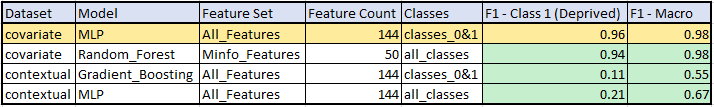 Dataset Model Feature Set Feature Count Classes F1 - Class 1 (Deprived) F1 - Macro
covariate MLP All_Features 144 classes_0&1 0.96 0.98
covariate Random_Forest Minfo_Features 50 all_classes 0.94 0.98
contextual Gradient_Boosting All_Features 144 classes_0&1 0.11 0.55
contextual MLP All_Features 144 all_classes 0.21 0.67